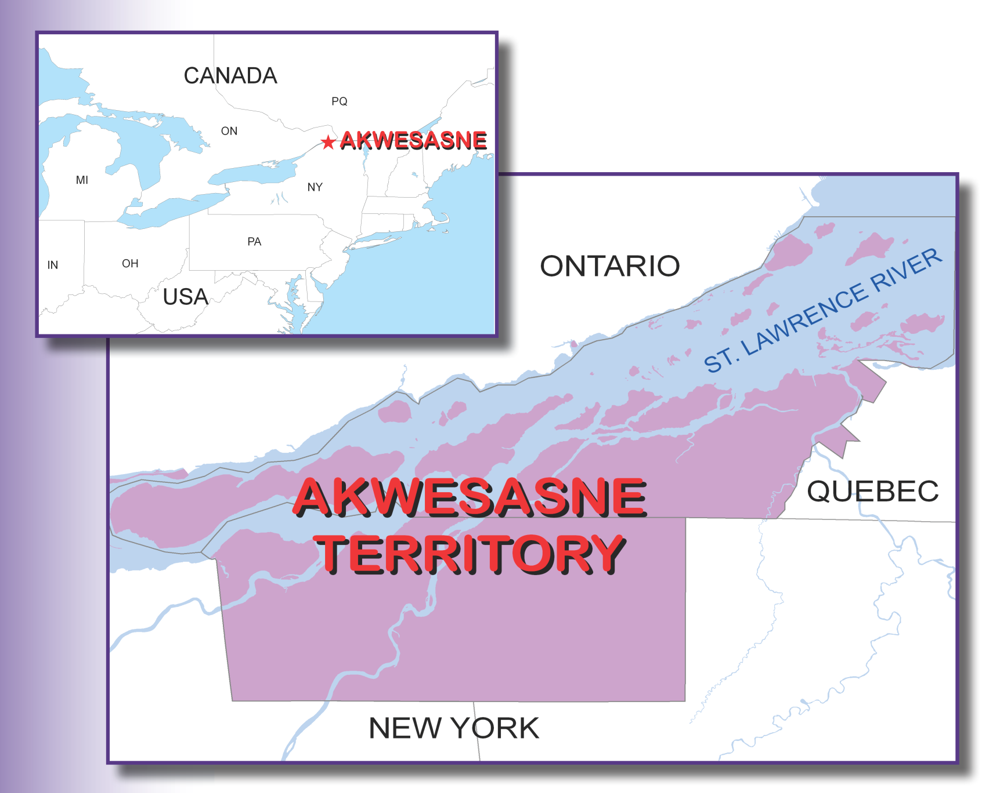 CANADA
PQ
ON
AKWESASNE
MI
NY
PA
IN
OH
USA
ONTARIO
ST. LAWRENCE RIVER
QUEBEC
AKWESASNE
TERRITORY
NEW YORK